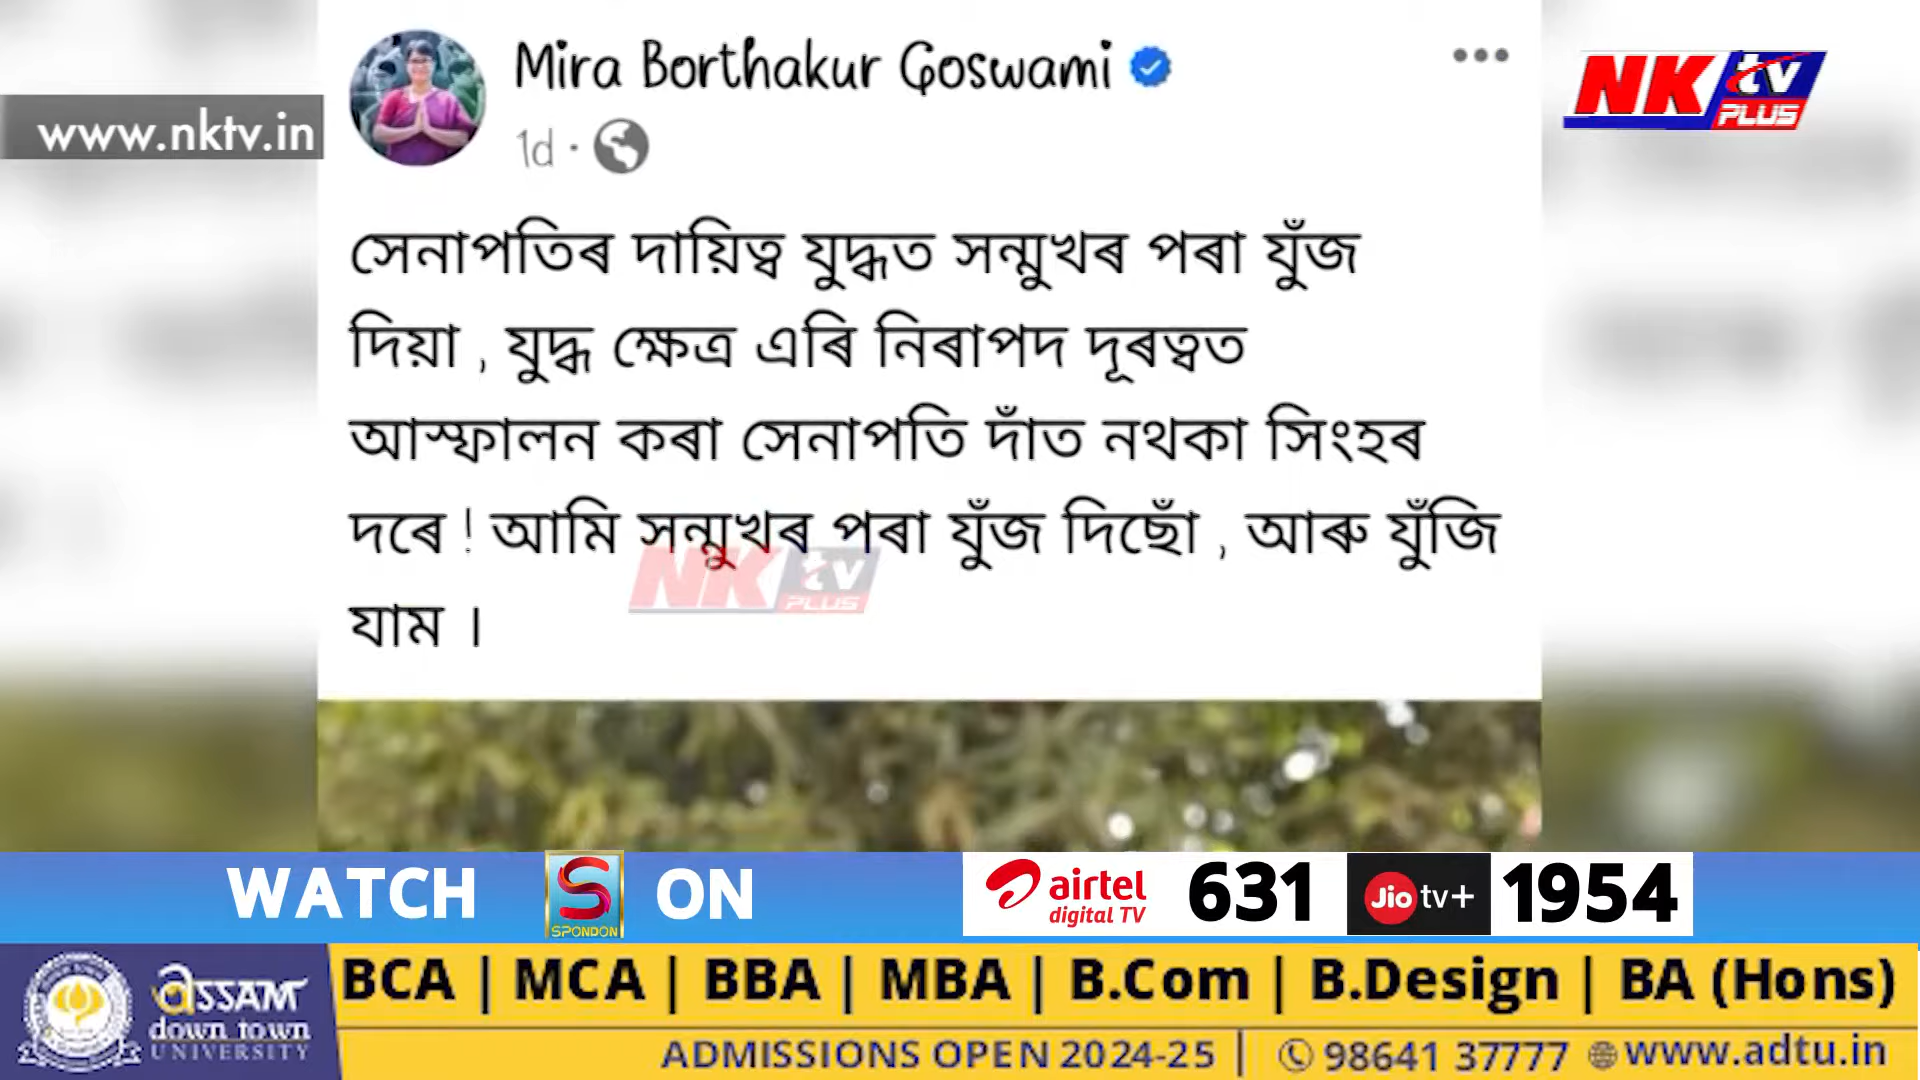 www.nktv.in
Mira Borthakur Goswami
1d
NK tv PLUS
সেনাপতিৰ দায়িত্ব যুদ্ধত সন্মুখৰ পৰা যুঁজ
দিয়া , যুদ্ধ ক্ষেত্ৰ এৰি নিৰাপদ দূৰত্বত
আস্ফালন কৰা সেনাপতি দাঁত নথকা সিংহৰ
দৰে ! আমি সন্মুখৰ পৰা যুঁজ দিছোঁ , আৰু যুঁজি
যাম ।
NK tv PLUS
WATCH S SPONDON ON airtel digital TV 631 Jio tv+ 1954
ASSAM down town UNIVERSITY
BCA | MCA | BBA | MBA | B.Com | B.Design | BA (Hons)
ADMISSIONS OPEN 2024-25 | 98641 37777 www.adtu.in